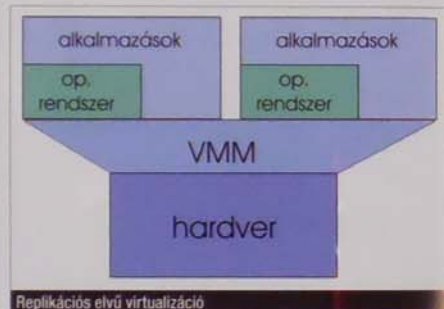 alkalmazások
alkalmazások
op.
rendszer
op.
rendszer
VMM
hardver
Replikációs elvű virtualizáció